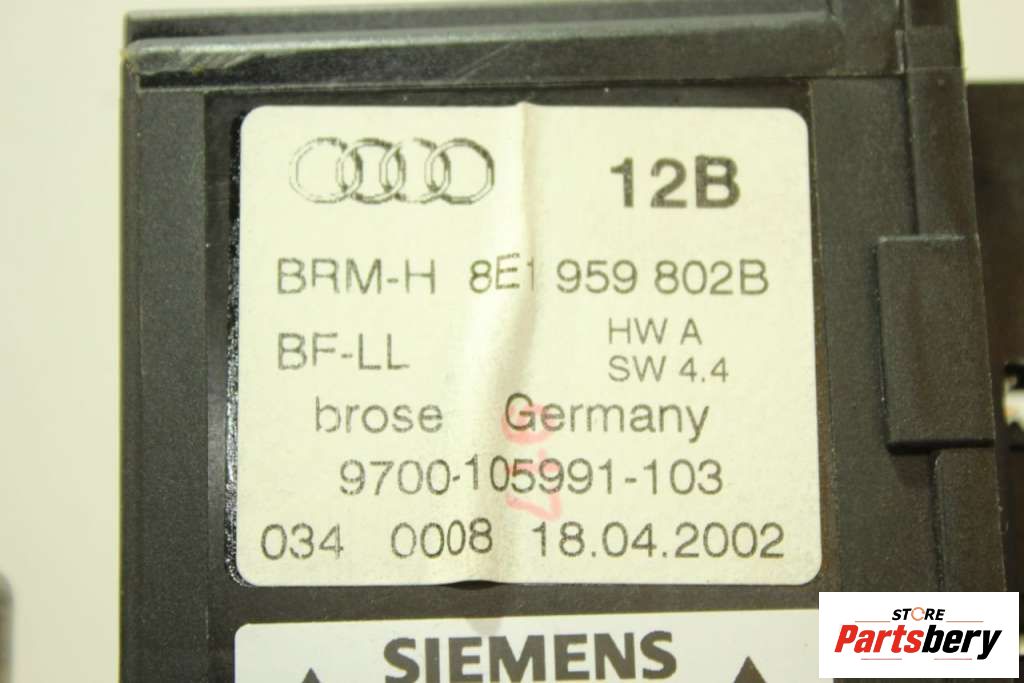 12B
BRM-H 8E1 959 802B
BF-LL HW A
SW 4.4
brose Germany
9700-105991-103
034 0008 18.04.2002
SIEMENS
STORE
Partsbery